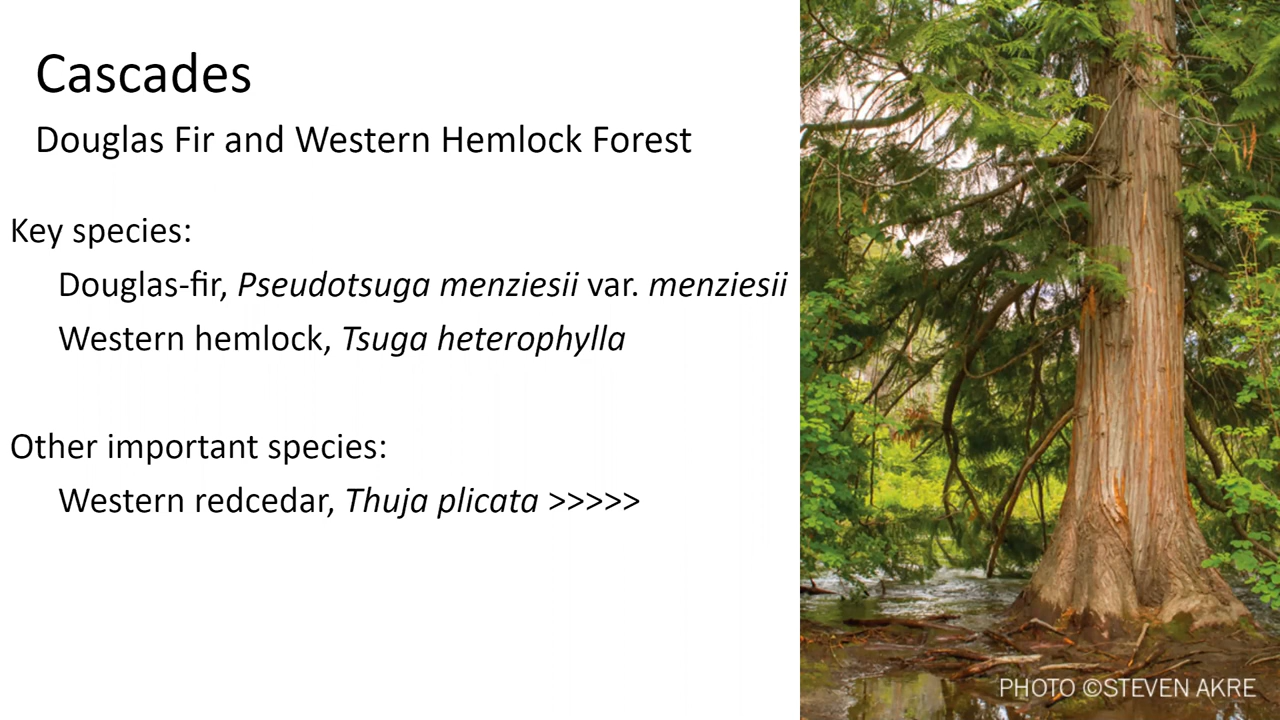 Cascades
Douglas Fir and Western Hemlock Forest
Key species:
Douglas-fir, Pseudotsuga menziesii var. menziesii
Western hemlock, Tsuga heterophylla
Other important species:
Western redcedar, Thuja plicata >>>>>
PHOTO ©STEVEN AKRE